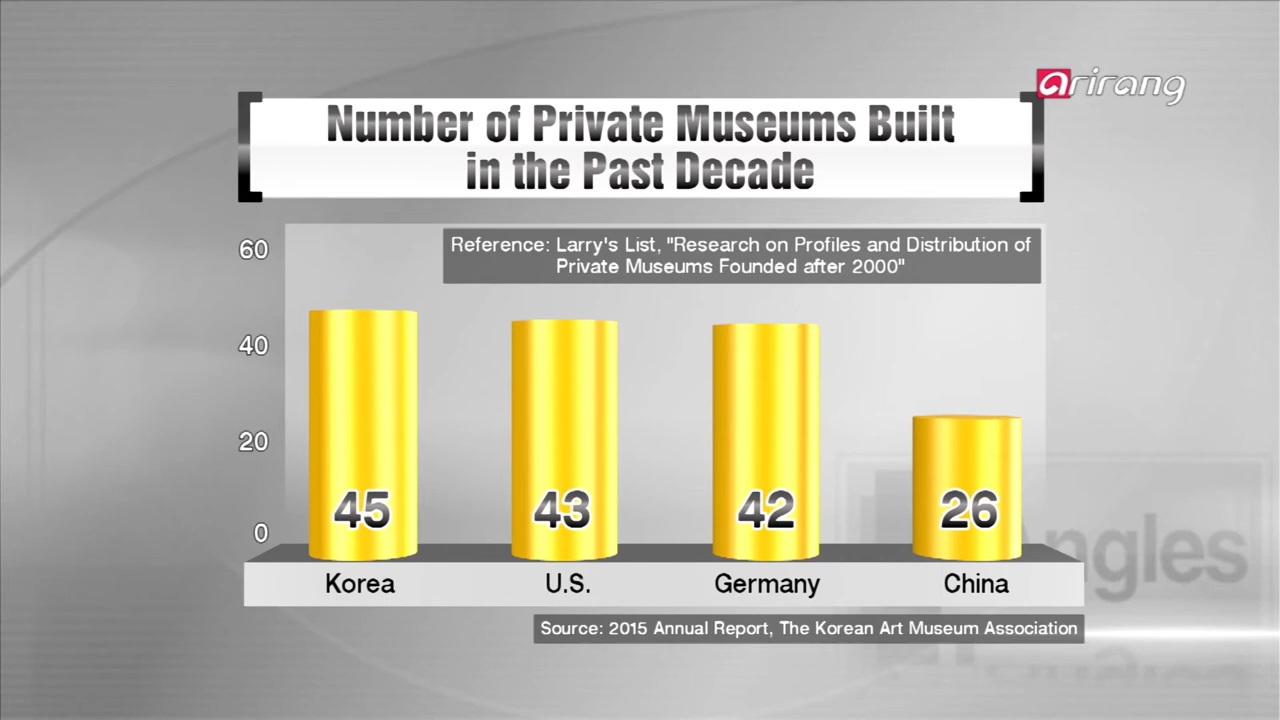 arirang
Number of Private Museums Built
in the Past Decade
Reference: Larry's List, "Research on Profiles and Distribution of
Private Museums Founded after 2000"
60
40
20
0
45
43
42
26
Korea
U.S.
Germany
China
Source: 2015 Annual Report, The Korean Art Museum Association